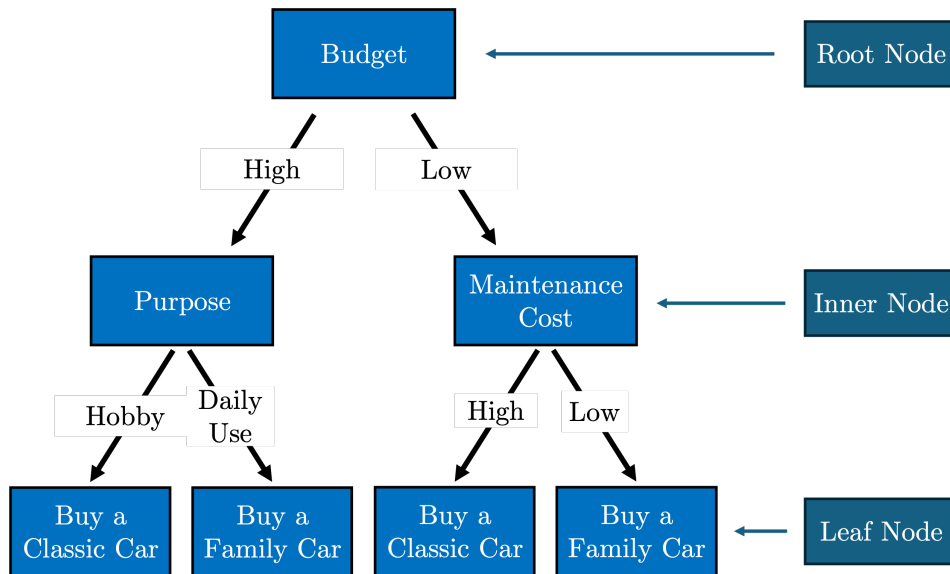 Budget
Root Node
High
Low
Purpose
Maintenance
Cost
Inner Node
Hobby
Daily
Use
High
Low
Buy a
Classic Car
Buy a
Family Car
Buy a
Classic Car
Buy a
Family Car
Leaf Node